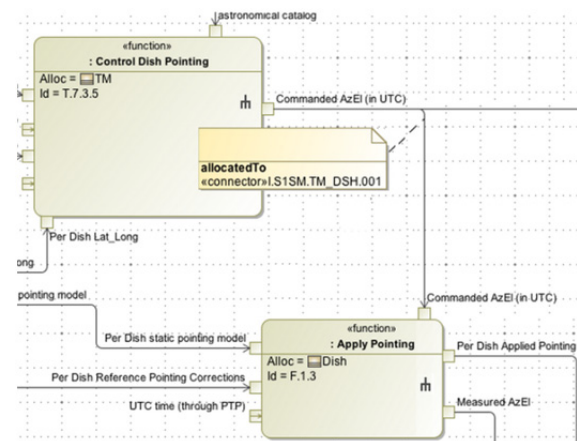 astronomical catalog
«function»
: Control Dish Pointing
Alloc = TM
Id = T.7.3.5
Commanded AzEl (in UTC)
allocatedTo
«connector»I.S1SM.TM_DSH.001
Per Dish Lat_Long
ong
pointing model
Commanded AzEl (in UTC)
«function»
: Apply Pointing
Per Dish static pointing model
Per Dish Applied Pointing
Alloc = Dish
Id = F.1.3
Per Dish Reference Pointing Corrections
UTC time (through PTP)
Measured AzEl